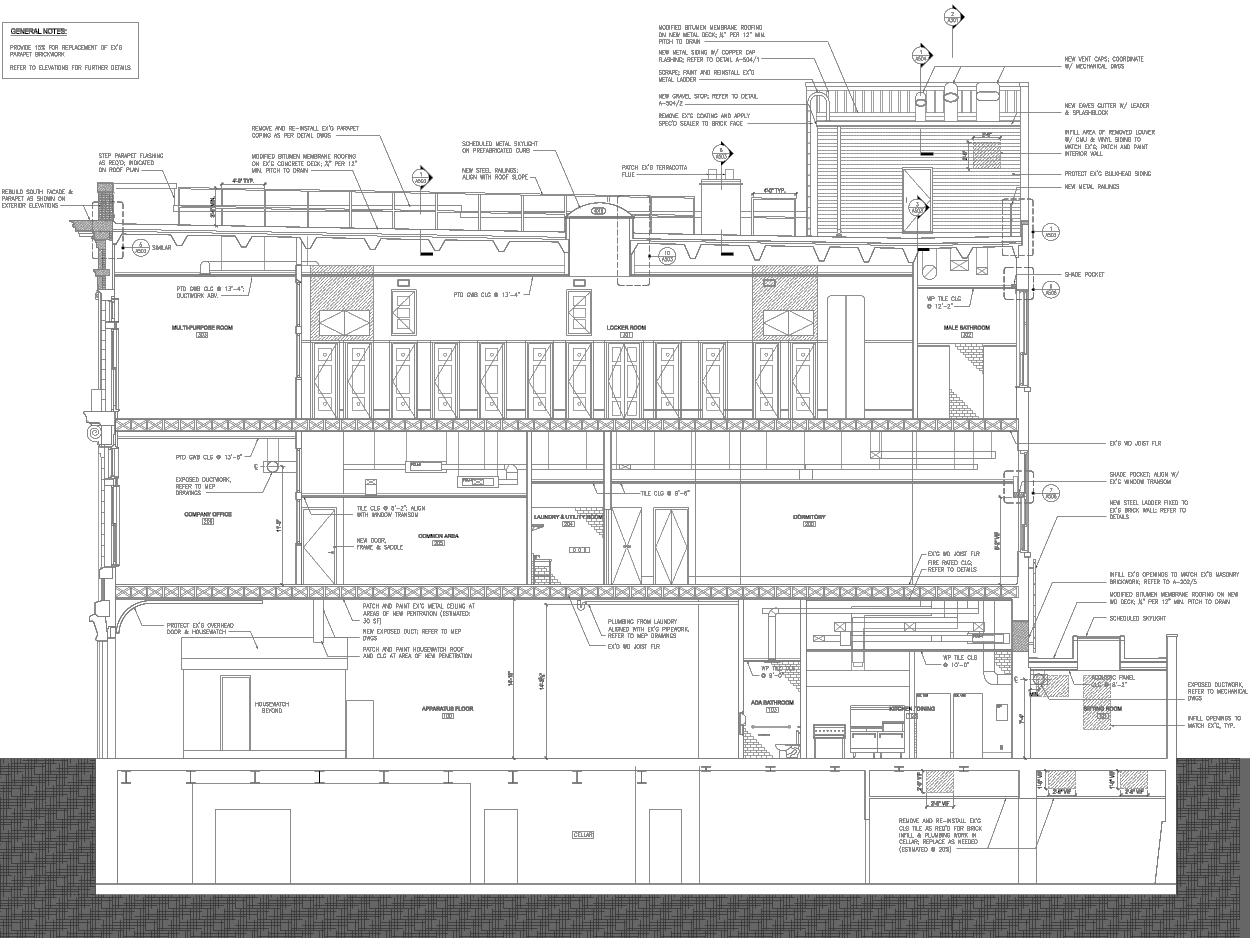 GENERAL NOTES:
PROVIDE 15% FOR REPLACEMENT OF EX'G
PARAPET BRICKWORK
REFER TO ELEVATIONS FOR FURTHER DETAILS
MODIFIED BITUMEN MEMBRANE ROOFING
ON NEW METAL DECK; ¼" PER 12" MIN.
PITCH TO DRAIN
NEW METAL SIDING W/ COPPER CAP
FLASHING; REFER TO DETAIL A-504/1
SCRAPE; PAINT AND REINSTALL EX'G
METAL LADDER
NEW GRAVEL STOP; REFER TO DETAIL
A-504/2
REMOVE EX'G COATING AND APPLY
SPEC'D SEALER TO BRICK FACE
NEW VENT CAPS; COORDINATE
W/ MECHANICAL DWGS
NEW EAVES GUTTER W/ LEADER
& SPLASHBLOCK
INFILL AREA OF REMOVED LOUVER
W/ CMU & VINYL SIDING TO
MATCH EX'G; PATCH AND PAINT
INTERIOR WALL
PROTECT EX'G BULKHEAD SIDING
NEW METAL RAILINGS
REMOVE AND RE-INSTALL EX'G PARAPET
COPING AS PER DETAIL DWGS
STEP PARAPET FLASHING
AS REQ'D; INDICATED
ON ROOF PLAN
MODIFIED BITUMEN MEMBRANE ROOFING
ON EX'G CONCRETE DECK; ¼" PER 12"
MIN. PITCH TO DRAIN
SCHEDULED METAL SKYLIGHT
ON PREFABRICATED CURB
NEW STEEL RAILINGS;
ALIGN WITH ROOF SLOPE
PATCH EX'G TERRACOTTA
FLUE
REBUILD SOUTH FACADE &
PARAPET AS SHOWN ON
EXTERIOR ELEVATIONS
4'-0" TYP.
SIMILAR
SHADE POCKET
PTD GWB CLG @ 13'-4";
DUCTWORK ABV.
PTD GWB CLG @ 13'-4"
WP TILE CLG
@ 12'-2"
MULTI-PURPOSE ROOM
303
LOCKER ROOM
301
MALE BATHROOM
302
PTD GWB CLG @ 13'-6"
EX'G WD JOIST FLR
EXPOSED DUCTWORK,
REFER TO MEP
DRAWINGS
SHADE POCKET; ALIGN W/
EX'G WINDOW TRANSOM
TILE CLG @ 8'-6"
NEW STEEL LADDER FIXED TO
EX'G BRICK WALL; REFER TO
DETAILS
TILE CLG @ 8'-2"; ALIGN
WITH WINDOW TRANSOM
COMPANY OFFICE
LAUNDRY & UTILITY ROOM
204
DORMITORY
COMMON AREA
205
NEW DOOR,
FRAME & SADDLE
EX'G WD JOIST FLR
FIRE RATED CLG;
REFER TO DETAILS
INFILL EX'G OPENINGS TO MATCH EX'G MASONRY
BRICKWORK; REFER TO A-202/5
MODIFIED BITUMEN MEMBRANE ROOFING ON NEW
WD DECK; ¼" PER 12" MIN. PITCH TO DRAIN
SCHEDULED SKYLIGHT
PATCH AND PAINT EX'G METAL CEILING AT
AREAS OF NEW PENTRATION (ESTIMATED:
30 SF)
NEW EXPOSED DUCT; REFER TO MEP
DWGS
PATCH AND PAINT HOUSEWATCH ROOF
AND CLG AT AREA OF NEW PENETRATION
PROTECT EX'G OVERHEAD
DOOR & HOUSEWATCH
PLUMBING FROM LAUNDRY
ALIGNED WITH EX'G PIPEWORK,
REFER TO MEP DRAWINGS
EX'G WD JOIST FLR
WP TILE CLG
@ 10'-0"
WP TILE CLG
@ 8'-0"
ACOUSTIC PANEL
CLG @ 8'-2"
EXPOSED DUCTWORK,
REFER TO MECHANICAL
DWGS
INFILL OPENINGS TO
MATCH EX'G, TYP.
HOUSEWATCH
BEYOND
APPARATUS FLOOR
ADA BATHROOM
KITCHEN / DINING
SITTING ROOM
CELLAR
REMOVE AND RE-INSTALL EX'G
CLG TILE AS REQ'D FOR BRICK
INFILL & PLUMBING WORK IN
CELLAR; REPLACE AS NEEDED
(ESTIMATED @ 20%)